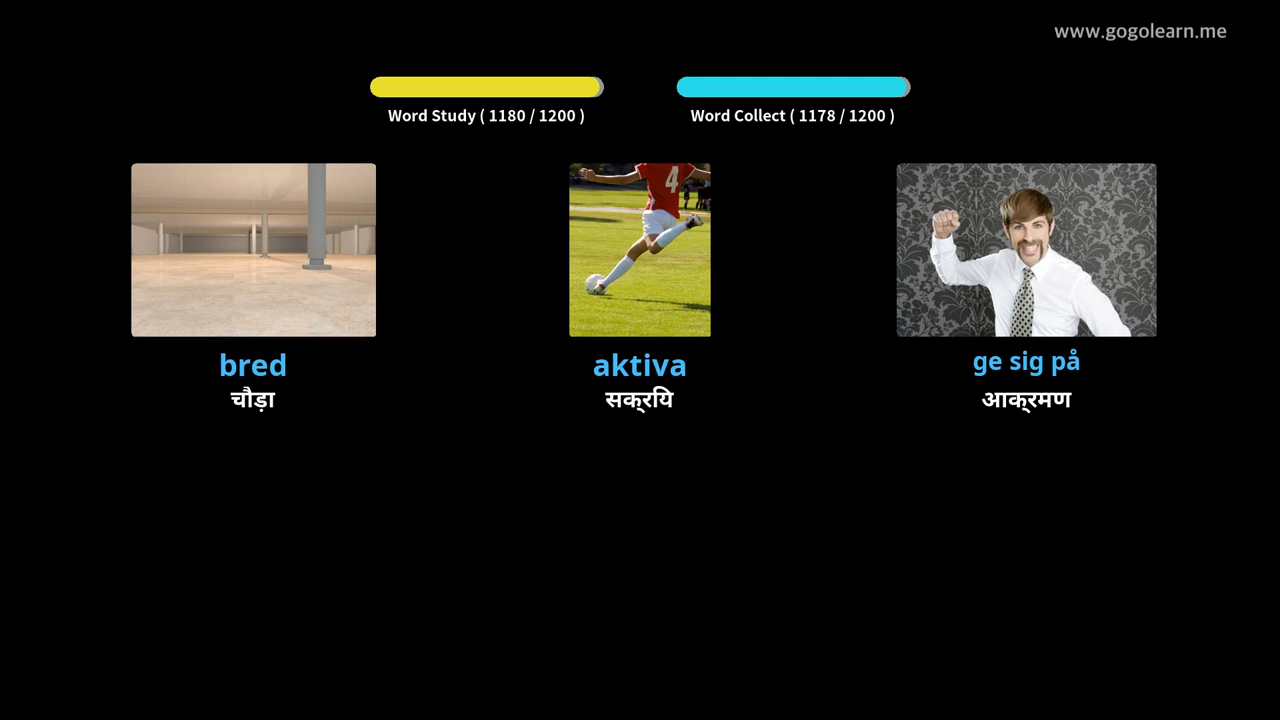 www.gogolearn.me
Word Study ( 1180 / 1200 )
Word Collect ( 1178 / 1200 )
4
bred
aktiva
ge sig på
चौड़ा
सक्रयि
आक्रमण